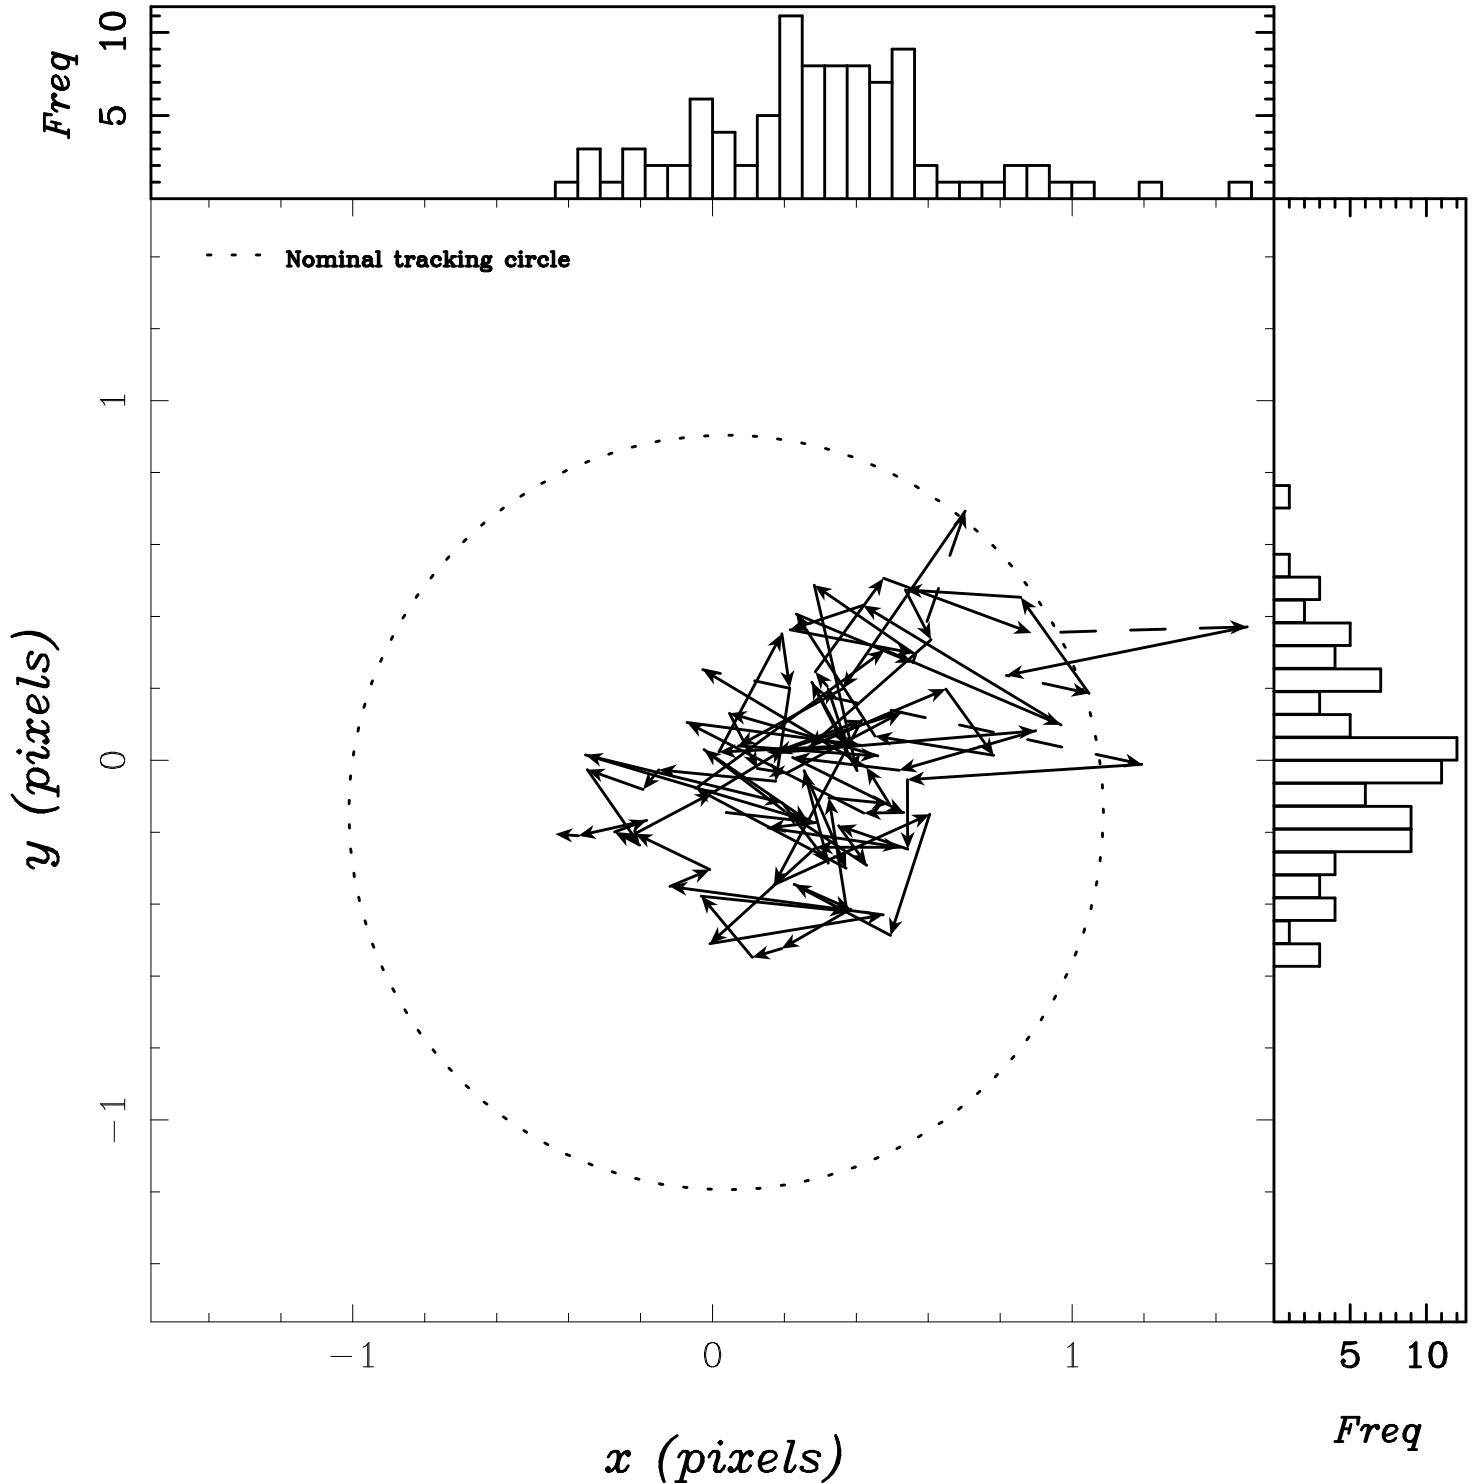 Freq
10
5
Nominal tracking circle
1
0
−1
y (pixels)
−1 0 1
x (pixels)
5 10
Freq